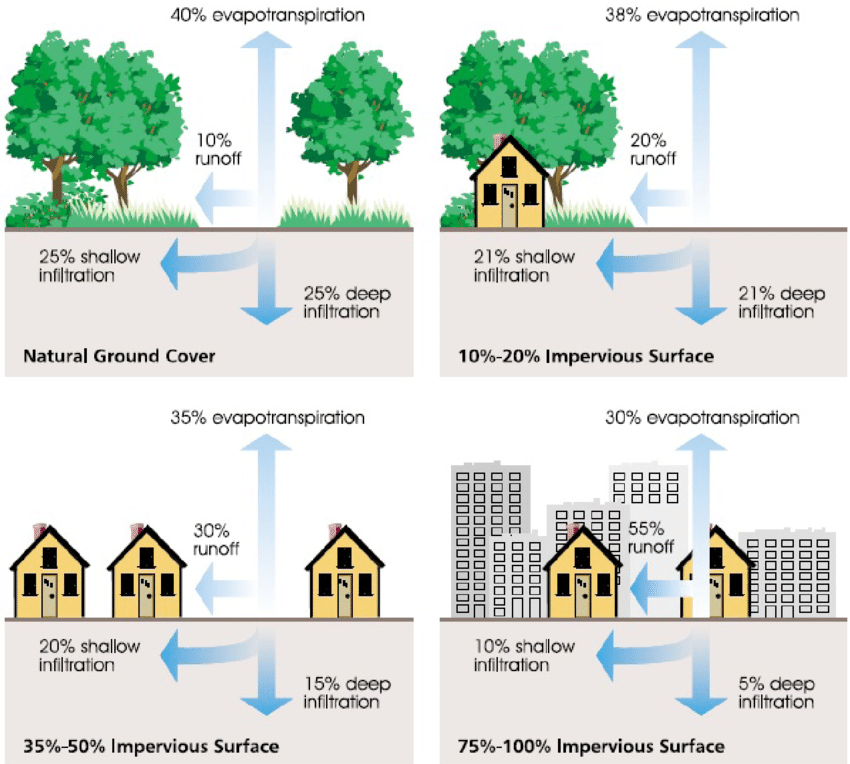 40% evapotranspiration
10%
runoff
25% shallow
infiltration
25% deep
infiltration
Natural Ground Cover
38% evapotranspiration
20%
runoff
21% shallow
infiltration
21% deep
infiltration
10%-20% Impervious Surface
35% evapotranspiration
30%
runoff
20% shallow
infiltration
15% deep
infiltration
35%-50% Impervious Surface
30% evapotranspiration
55%
runoff
10% shallow
infiltration
5% deep
infiltration
75%-100% Impervious Surface